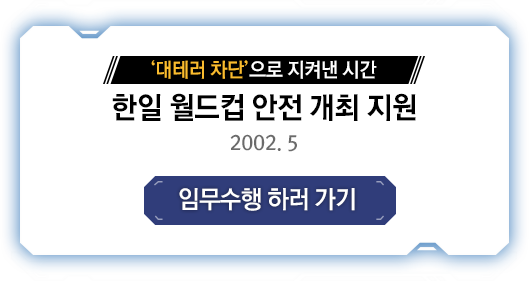 ‘대테러 차단’으로 지켜낸 시간
한일 월드컵 안전 개최 지원
2002. 5
임무수행 하러 가기